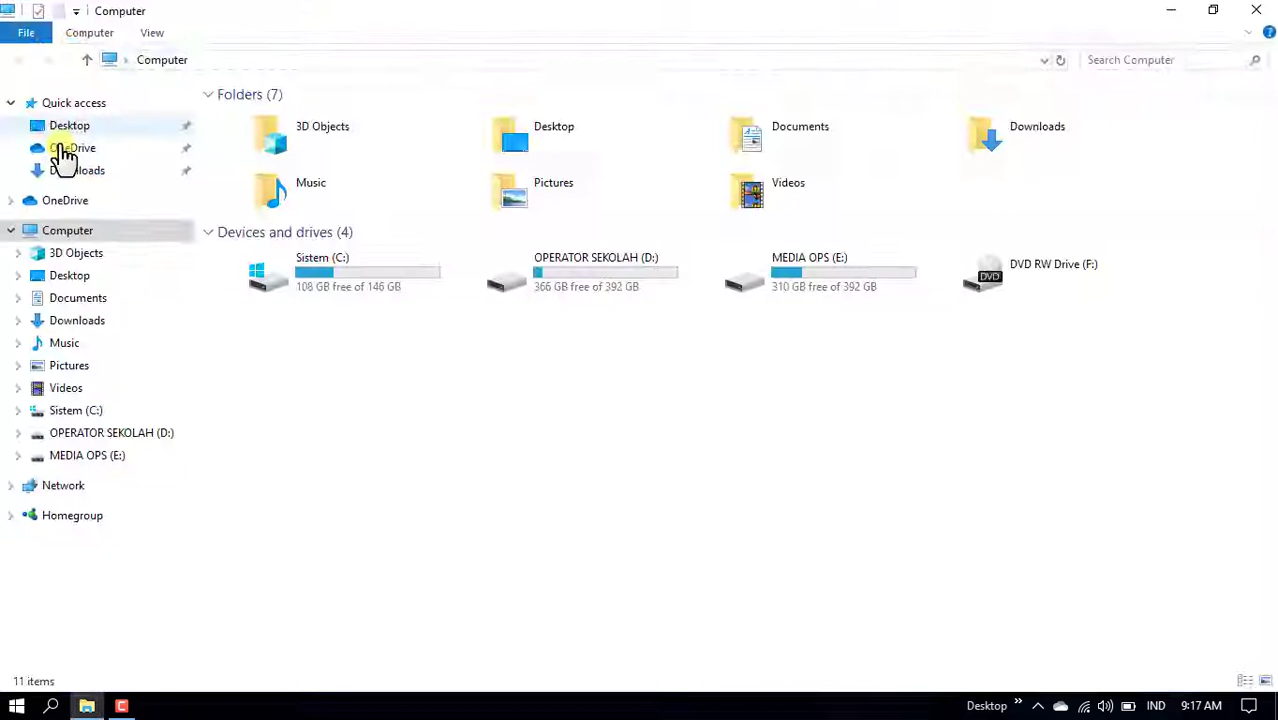 Computer
File
Computer
View
Computer
Search Computer
Quick access
Desktop
OneDrive
Downloads
OneDrive
Computer
3D Objects
Desktop
Documents
Downloads
Music
Pictures
Videos
Sistem (C:)
OPERATOR SEKOLAH (D:)
MEDIA OPS (E:)
Network
Homegroup
Folders (7)
3D Objects
Desktop
Documents
Downloads
Music
Pictures
Videos
Devices and drives (4)
Sistem (C:)
108 GB free of 146 GB
OPERATOR SEKOLAH (D:)
366 GB free of 392 GB
MEDIA OPS (E:)
310 GB free of 392 GB
DVD RW Drive (F:)
DVD
11 items
Desktop
IND
9:17 AM